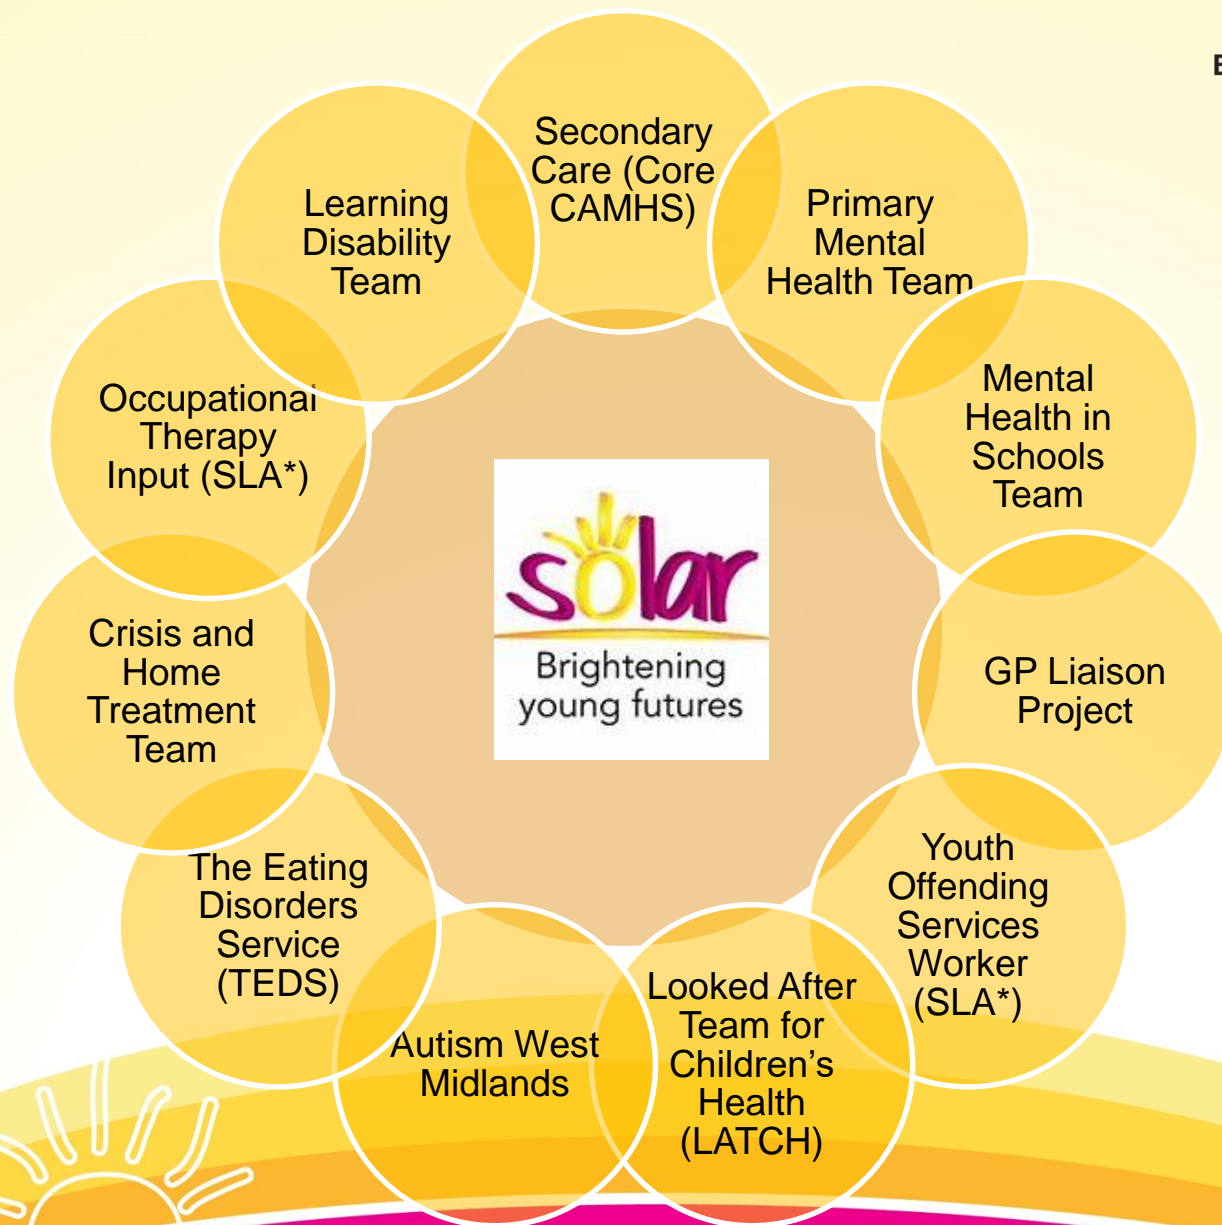 Secondary
Care (Core
CAMHS)
Primary
Mental
Health Team
Mental
Health in
Schools
Team
GP Liaison
Project
Youth
Offending
Services
Worker
(SLA*)
Looked After
Team for
Children’s
Health
(LATCH)
Autism West
Midlands
The Eating
Disorders
Service
(TEDS)
Crisis and
Home
Treatment
Team
Occupational
Therapy
Input (SLA*)
Learning
Disability
Team
solar
Brightening
young futures